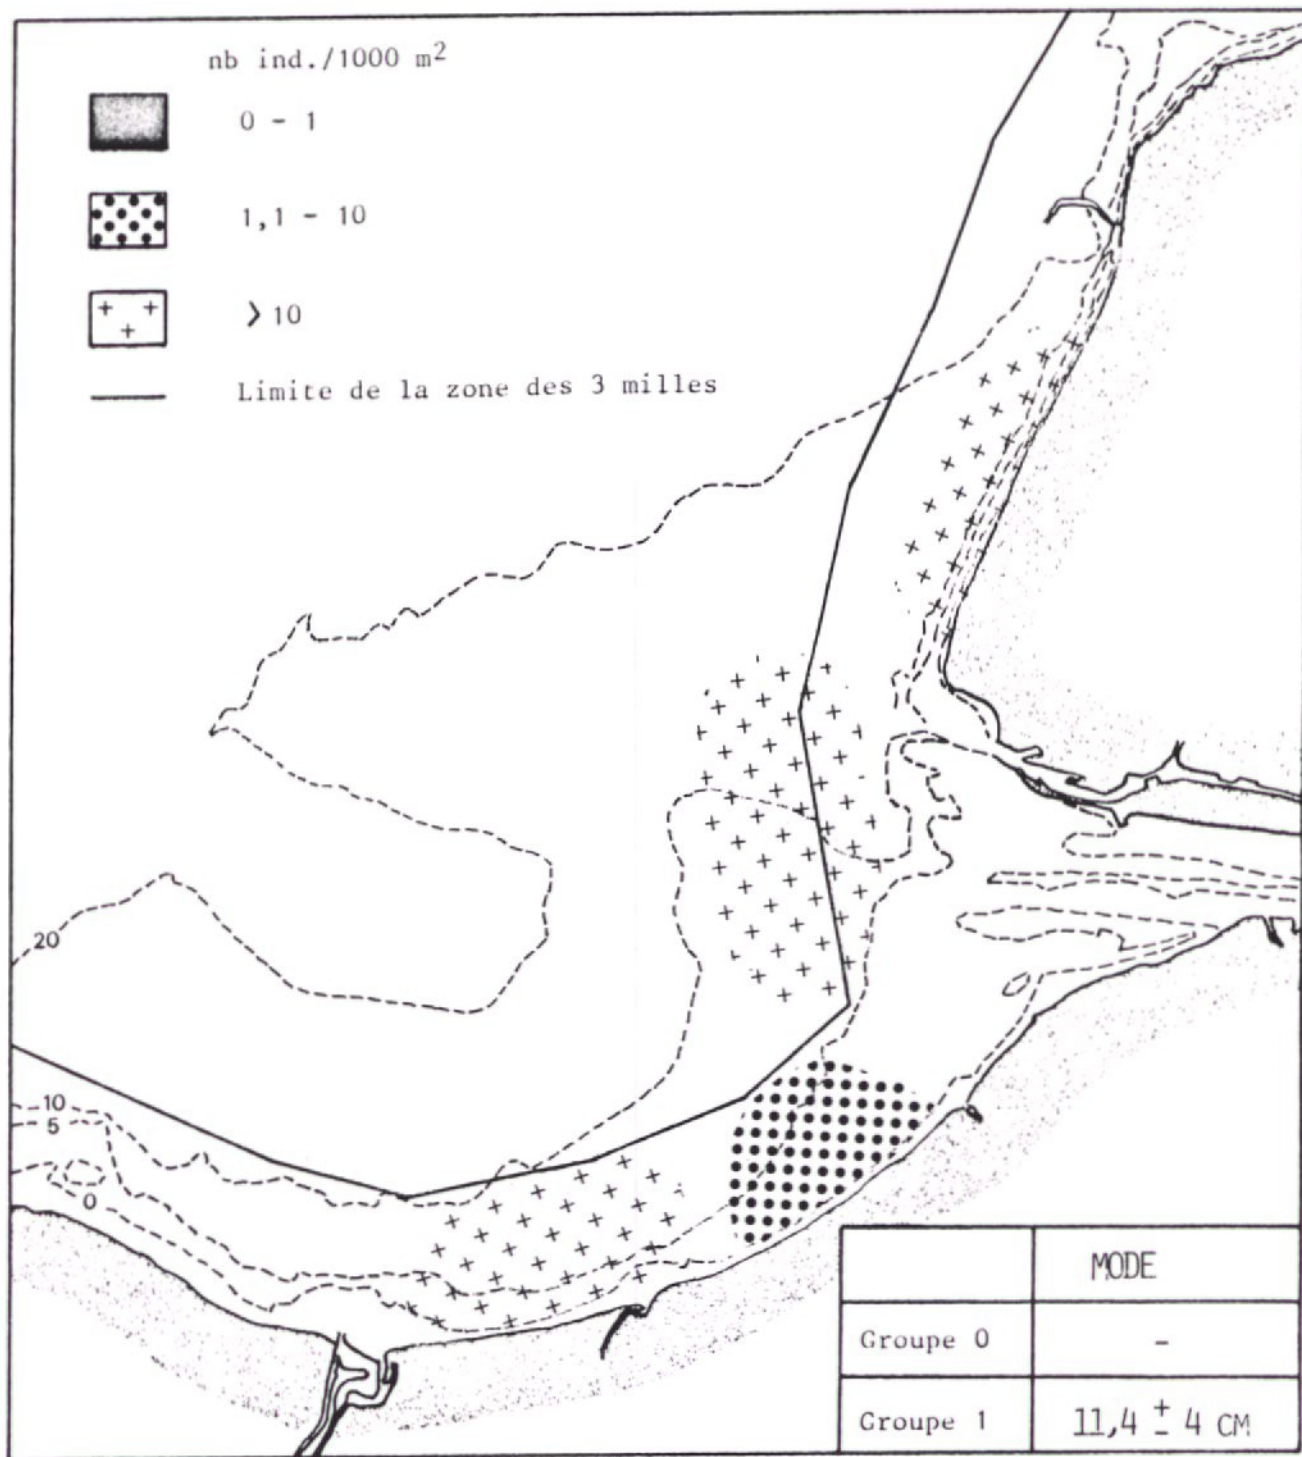 nb ind./1000 m²
0 - 1
1,1 - 10
>10
Limite de la zone des 3 milles
20
10
5
0
MODE
Groupe 0 -
Groupe 1 11,4 ± 4 CM